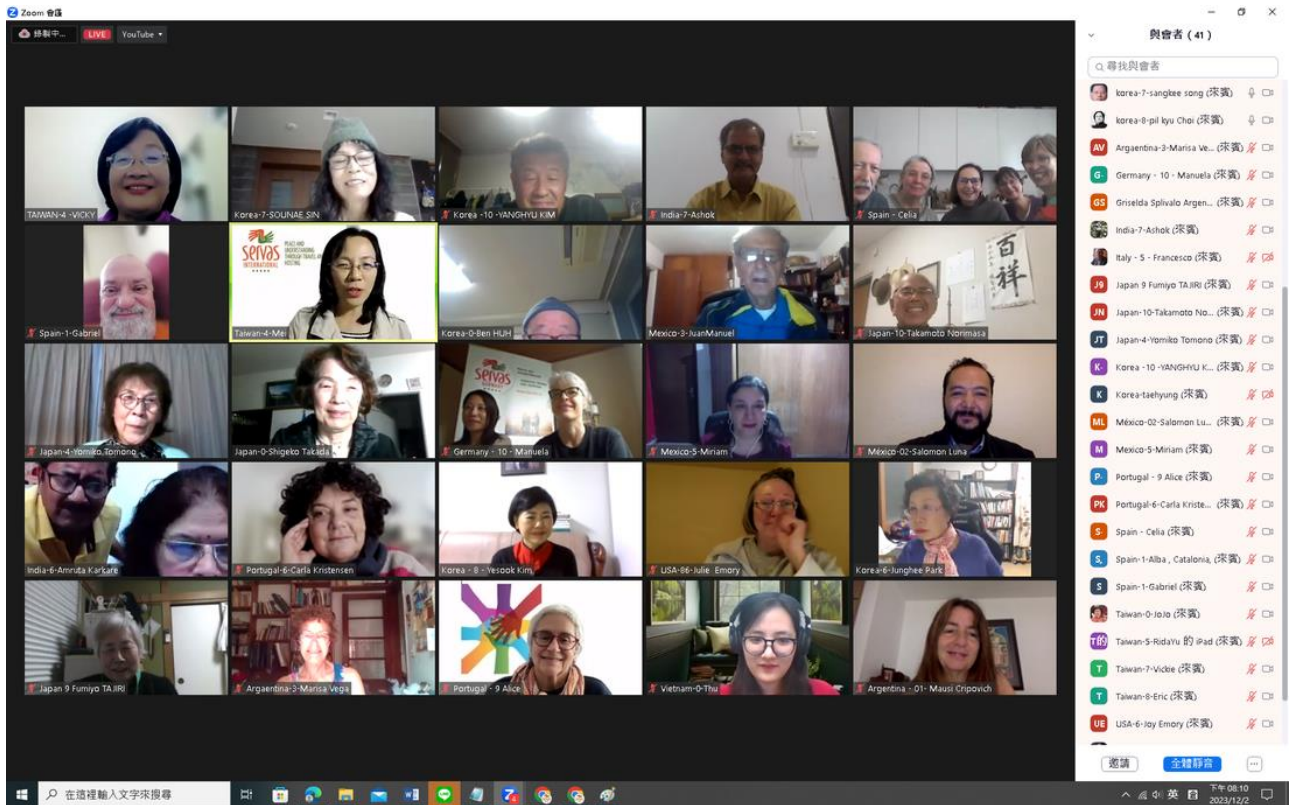 Zoom 會議
錄製中...
LIVE
YouTube
TAIWAN-4 -VICKY
Korea-7-SOUNAE SIN
Korea -10 -YANGHYU KIM
India-7-Ashok
Spain - Celia
Spain-1-Gabriel
SERVAS
INTERNATIONAL
PEACE AND
UNDERSTANDING
THROUGH TRAVEL AND
HOSTING
Taiwan-4-Mei
Korea-0-Ben HUH
Mexico-3-JuanManuel
百祥
Japan-10-Takamoto Norimasa
Japan-4-Yomiko Tomono
Japan-0-Shigeko Takada
SERVAS
Germany - 10 - Manuela
Mexico-5-Miriam
México-02-Salomon Luna
India-6-Amruta Karkare
Portugal-6-Carla Kristensen
Korea - 8 - Yesook Kim
USA-86-Julie Emory
Korea-6-Junghee Park
Japan 9 Fumiyo TAJIRI
Argaentina-3-Marisa Vega
Portugal - 9 Alice
Vietnam-0-Thu
Argentina - 01- Mausi Cripovich
與會者 (41)
尋找與會者
korea-7-sangkee song (來賓)
korea-8-pil kyu Choi (來賓)
AV Argaentina-3-Marisa Ve... (來賓)
G- Germany - 10 - Manuela (來賓)
GS Griselda Splivalo Argen... (來賓)
India-7-Ashok (來賓)
Italy - 5 - Francesco (來賓)
J9 Japan 9 Fumiyo TAJIRI (來賓)
JN Japan-10-Takamoto No... (來賓)
JT Japan-4-Yomiko Tomono (來賓)
K- Korea -10 -YANGHYU K... (來賓)
K Korea-taehyung (來賓)
ML México-02-Salomon Lu... (來賓)
M Mexico-5-Miriam (來賓)
P- Portugal - 9 Alice (來賓)
PK Portugal-6-Carla Kriste... (來賓)
S- Spain - Celia (來賓)
S, Spain-1-Alba , Catalonia, (來賓)
S Spain-1-Gabriel (來賓)
Taiwan-0-JoJo (來賓)
T的 Taiwan-5-RidaYu 的 iPad (來賓)
T Taiwan-7-Vickie (來賓)
T Taiwan-8-Eric (來賓)
UE USA-6-Joy Emory (來賓)
邀請
全體靜音
在這裡輸入文字來搜尋
英
下午 08:10
2023/12/2